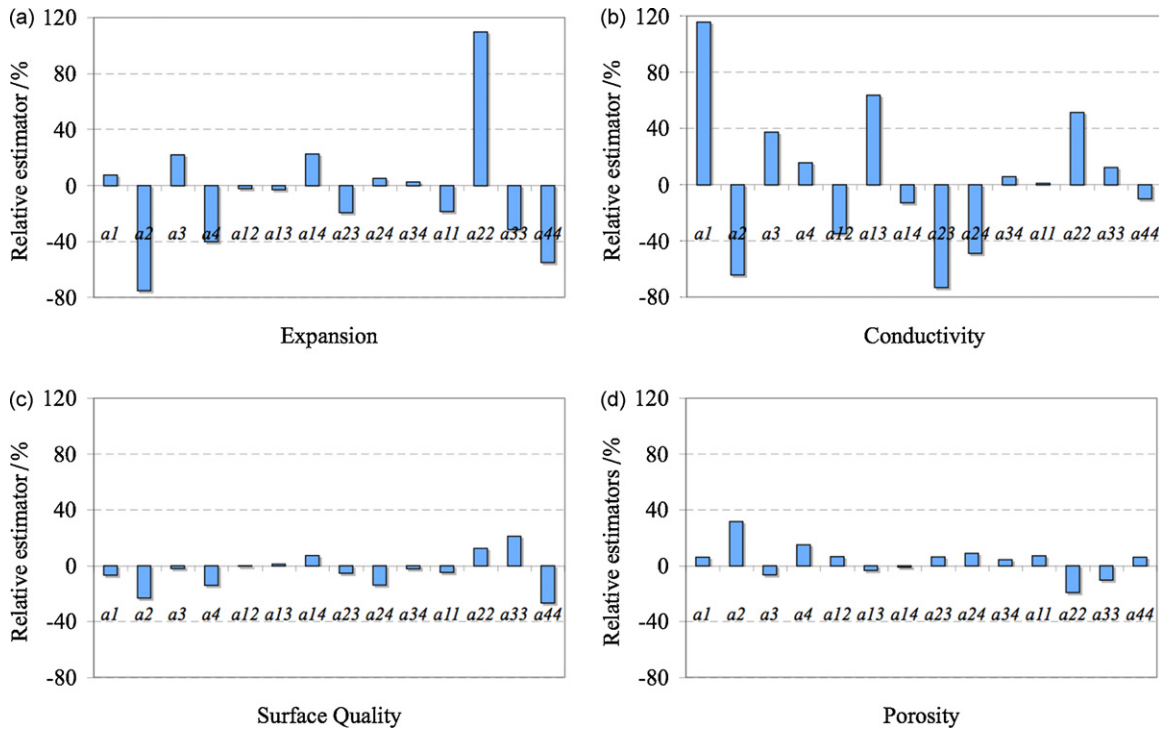 (a)
Relative estimator /%
120
80
40
0
-40
-80
a1 a2 a3 a4 a12 a13 a14 a23 a24 a34 a11 a22 a33 a44
Expansion
(b)
Relative estimator /%
120
80
40
0
-40
-80
a1 a2 a3 a4 a12 a13 a14 a23 a24 a34 a11 a22 a33 a44
Conductivity
(c)
Relative estimator /%
120
80
40
0
-40
-80
a1 a2 a3 a4 a12 a13 a14 a23 a24 a34 a11 a22 a33 a44
Surface Quality
(d)
Relative estimators /%
120
80
40
0
-40
-80
a1 a2 a3 a4 a12 a13 a14 a23 a24 a34 a11 a22 a33 a44
Porosity